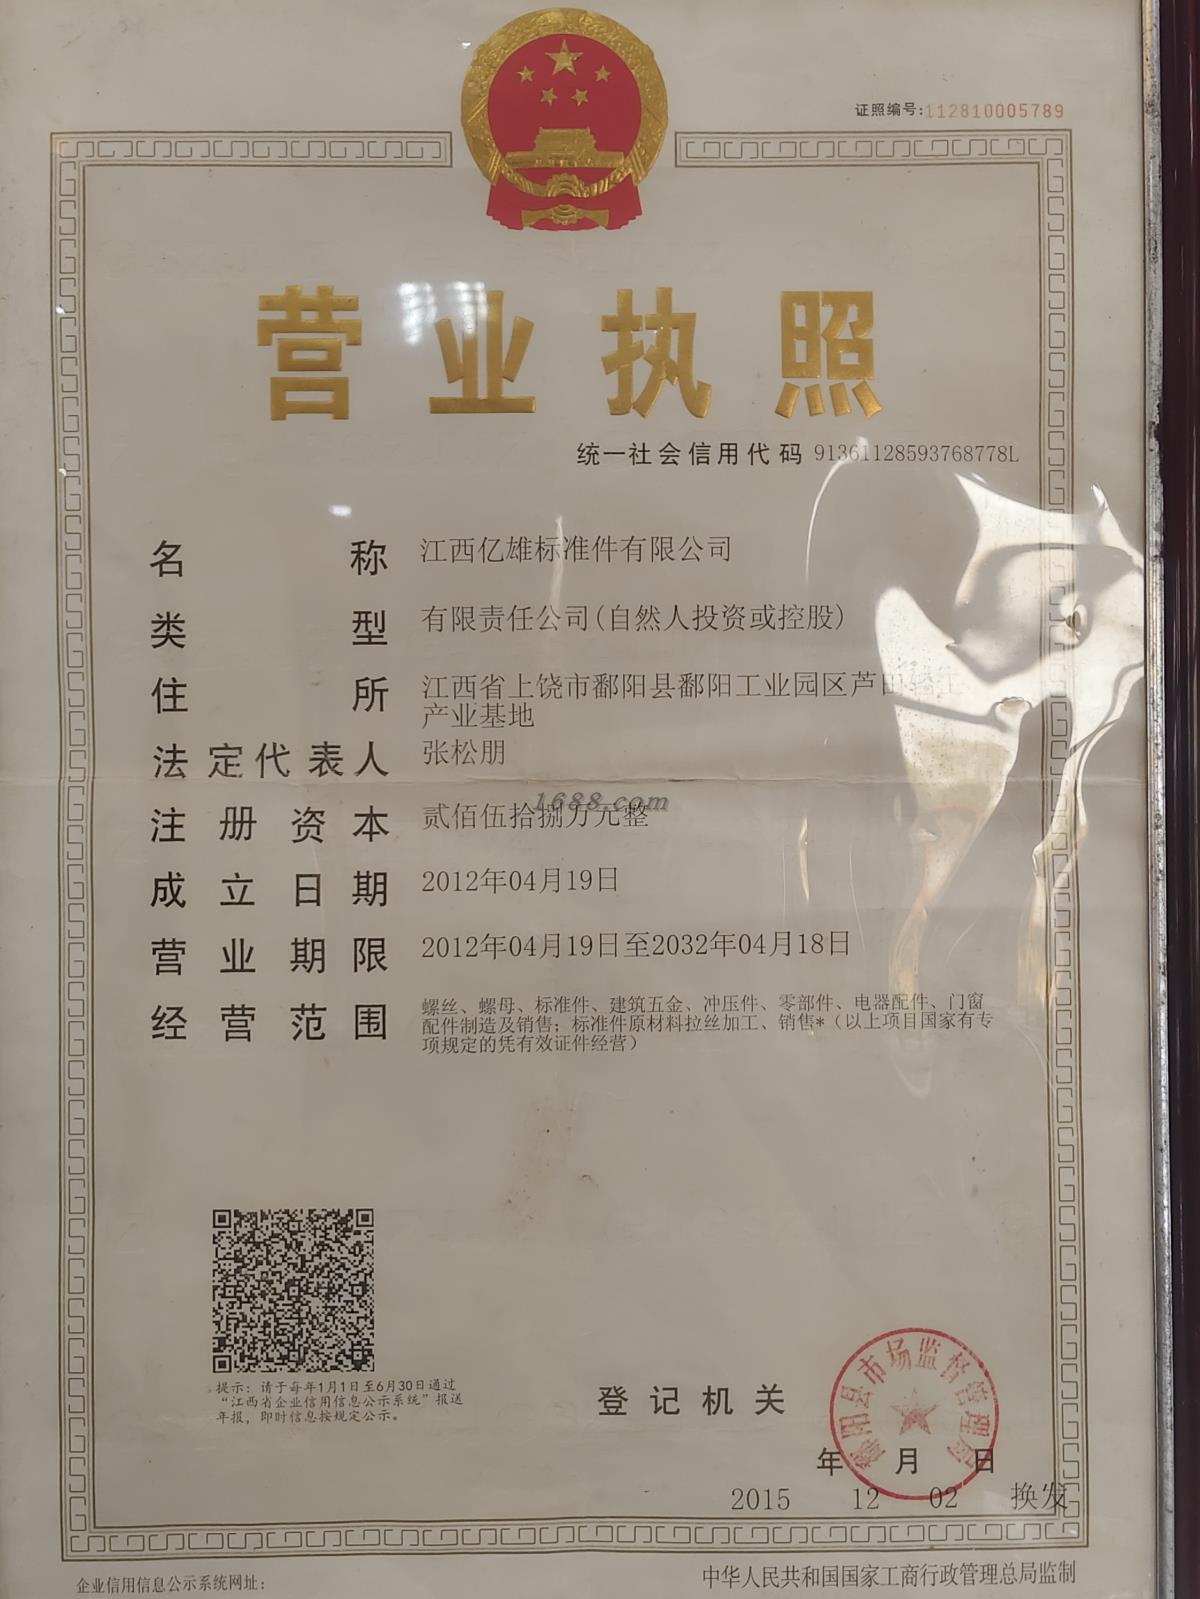 证照编号:112810005789
营业执照
统一社会信用代码 91361128593768778L
名称 江西亿雄标准件有限公司
类型 有限责任公司(自然人投资或控股)
住所 江西省上饶市鄱阳县鄱阳工业园区芦田
产业基地
法定代表人 张松朋
注册资本 贰佰伍拾捌万元整
1688.com
成立日期 2012年04月19日
营业期限 2012年04月19日至2032年04月18日
经营范围 螺丝、螺母、标准件、建筑五金、冲压件、零部件、电器配件、门窗
配件制造及销售；标准件原材料拉丝加工、销售*（以上项目国家有专
项规定的凭有效证件经营）
提示：请于每年1月1日至6月30日通过
“江西省企业信用信息公示系统”报送
年报，即时信息按规定公示。
登记机关
鄱阳县市场监督管理局
年 月 日
2015 12 02 换发
企业信用信息公示系统网址：
中华人民共和国国家工商行政管理总局监制